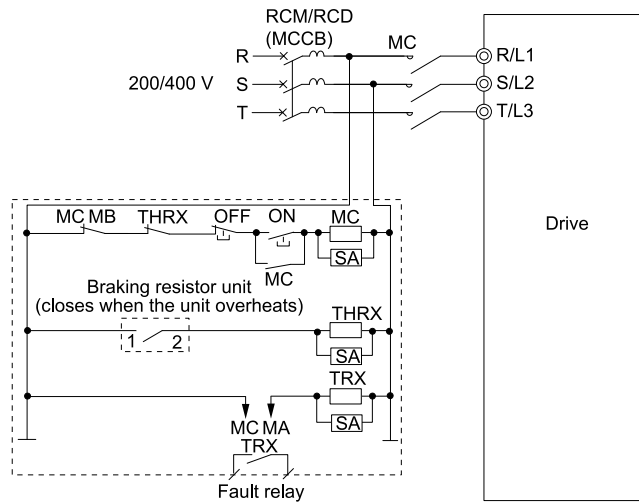 RCM/RCD
(MCCB)
MC
R
R/L1
200/400 V
S
S/L2
T
T/L3
Drive
MC MB
THRX
OFF
ON
MC
SA
MC
Braking resistor unit
(closes when the unit overheats)
THRX
1
2
SA
TRX
SA
MC MA
TRX
Fault relay